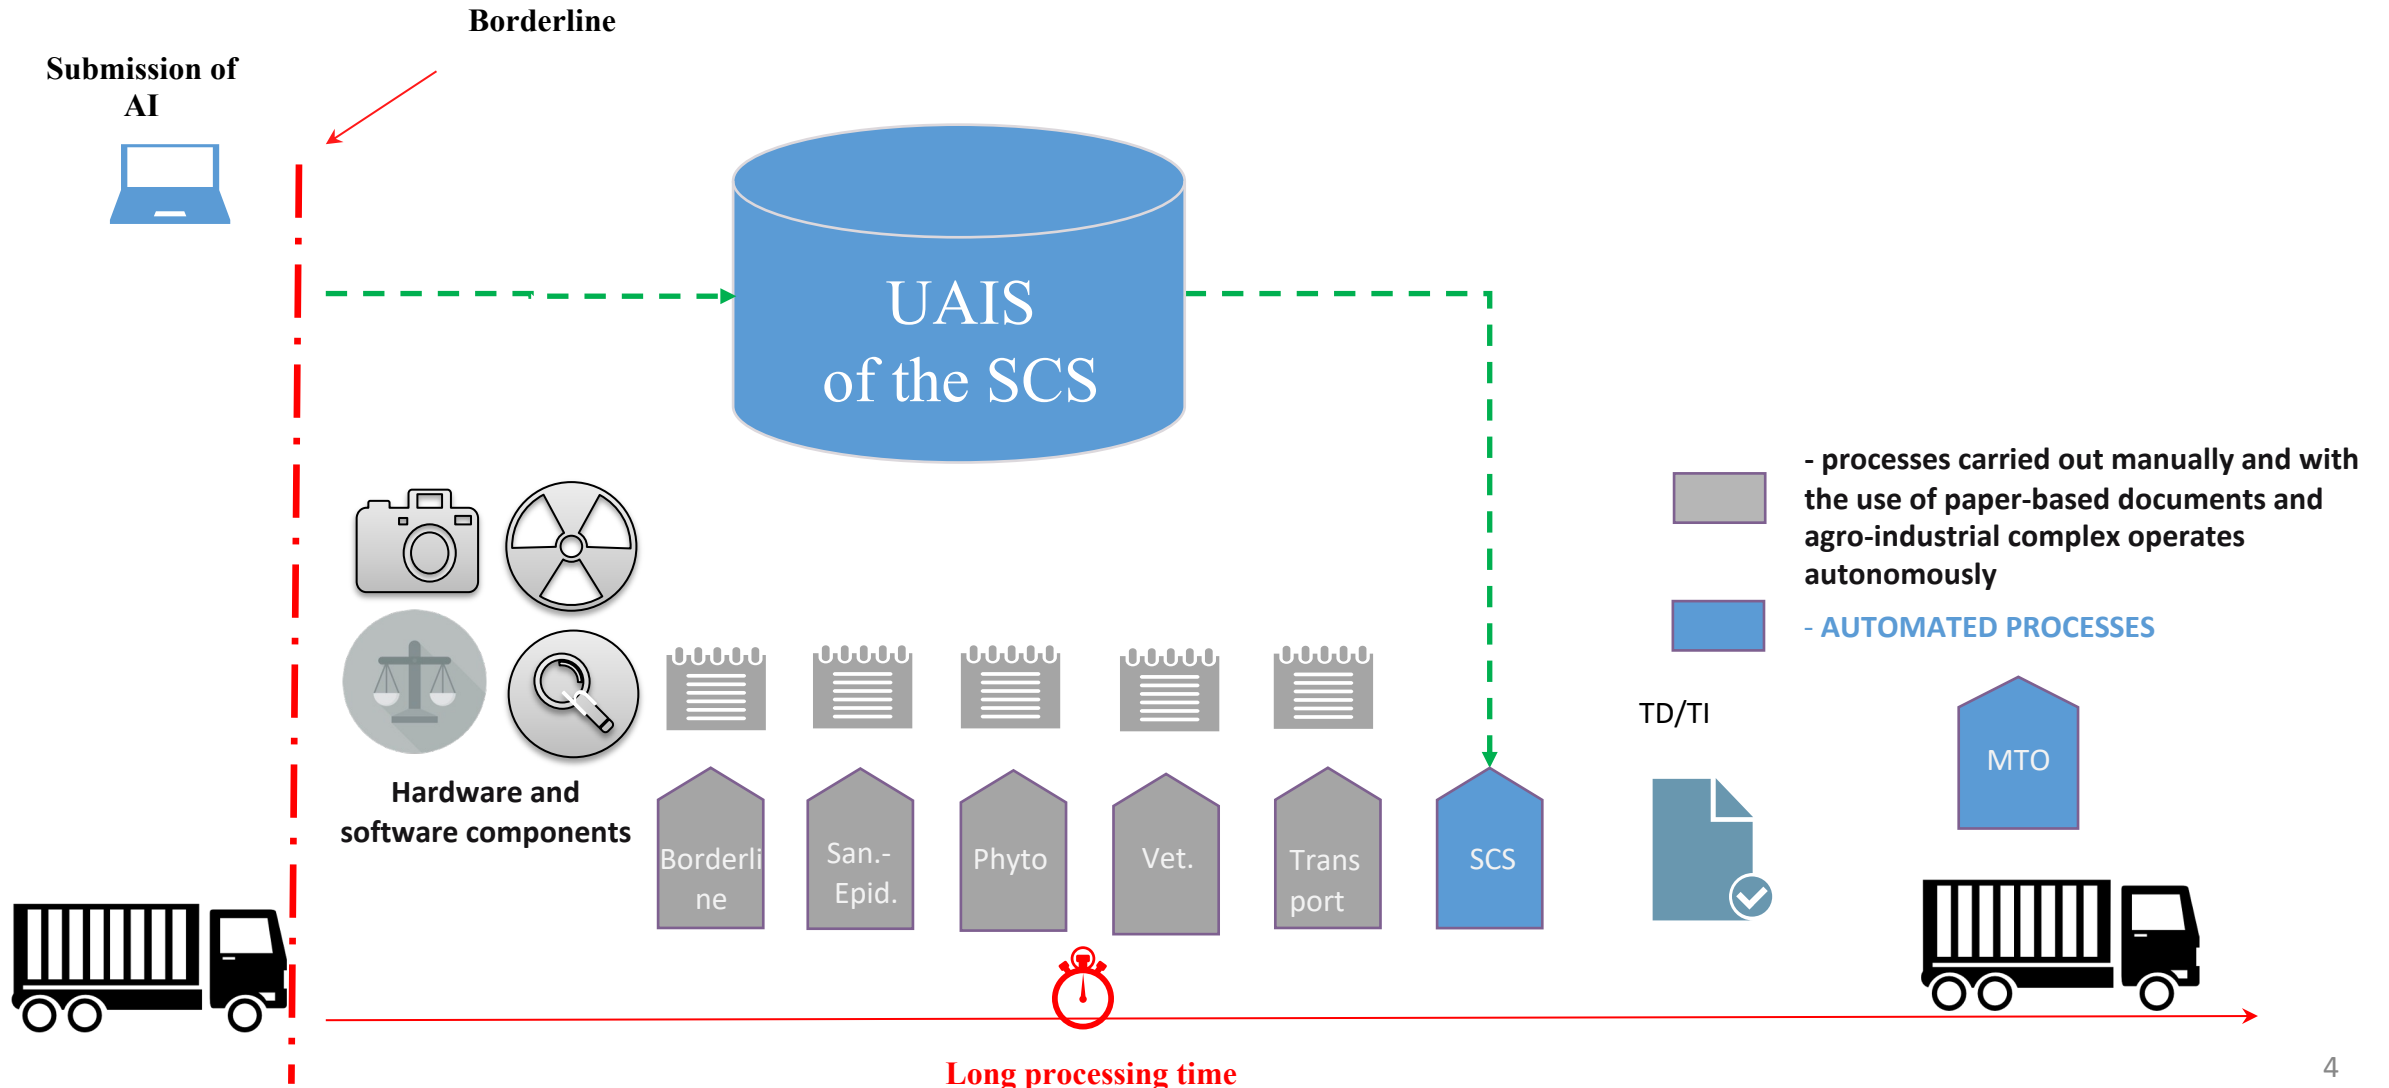 Borderline
Submission of
AI
UAIS
of the SCS
- processes carried out manually and with
the use of paper-based documents and
agro-industrial complex operates
autonomously
- AUTOMATED PROCESSES
TD/TI
MTO
Hardware and
software components
Borderli
ne
San.-
Epid.
Phyto
Vet.
Trans
port
SCS
Long processing time
4